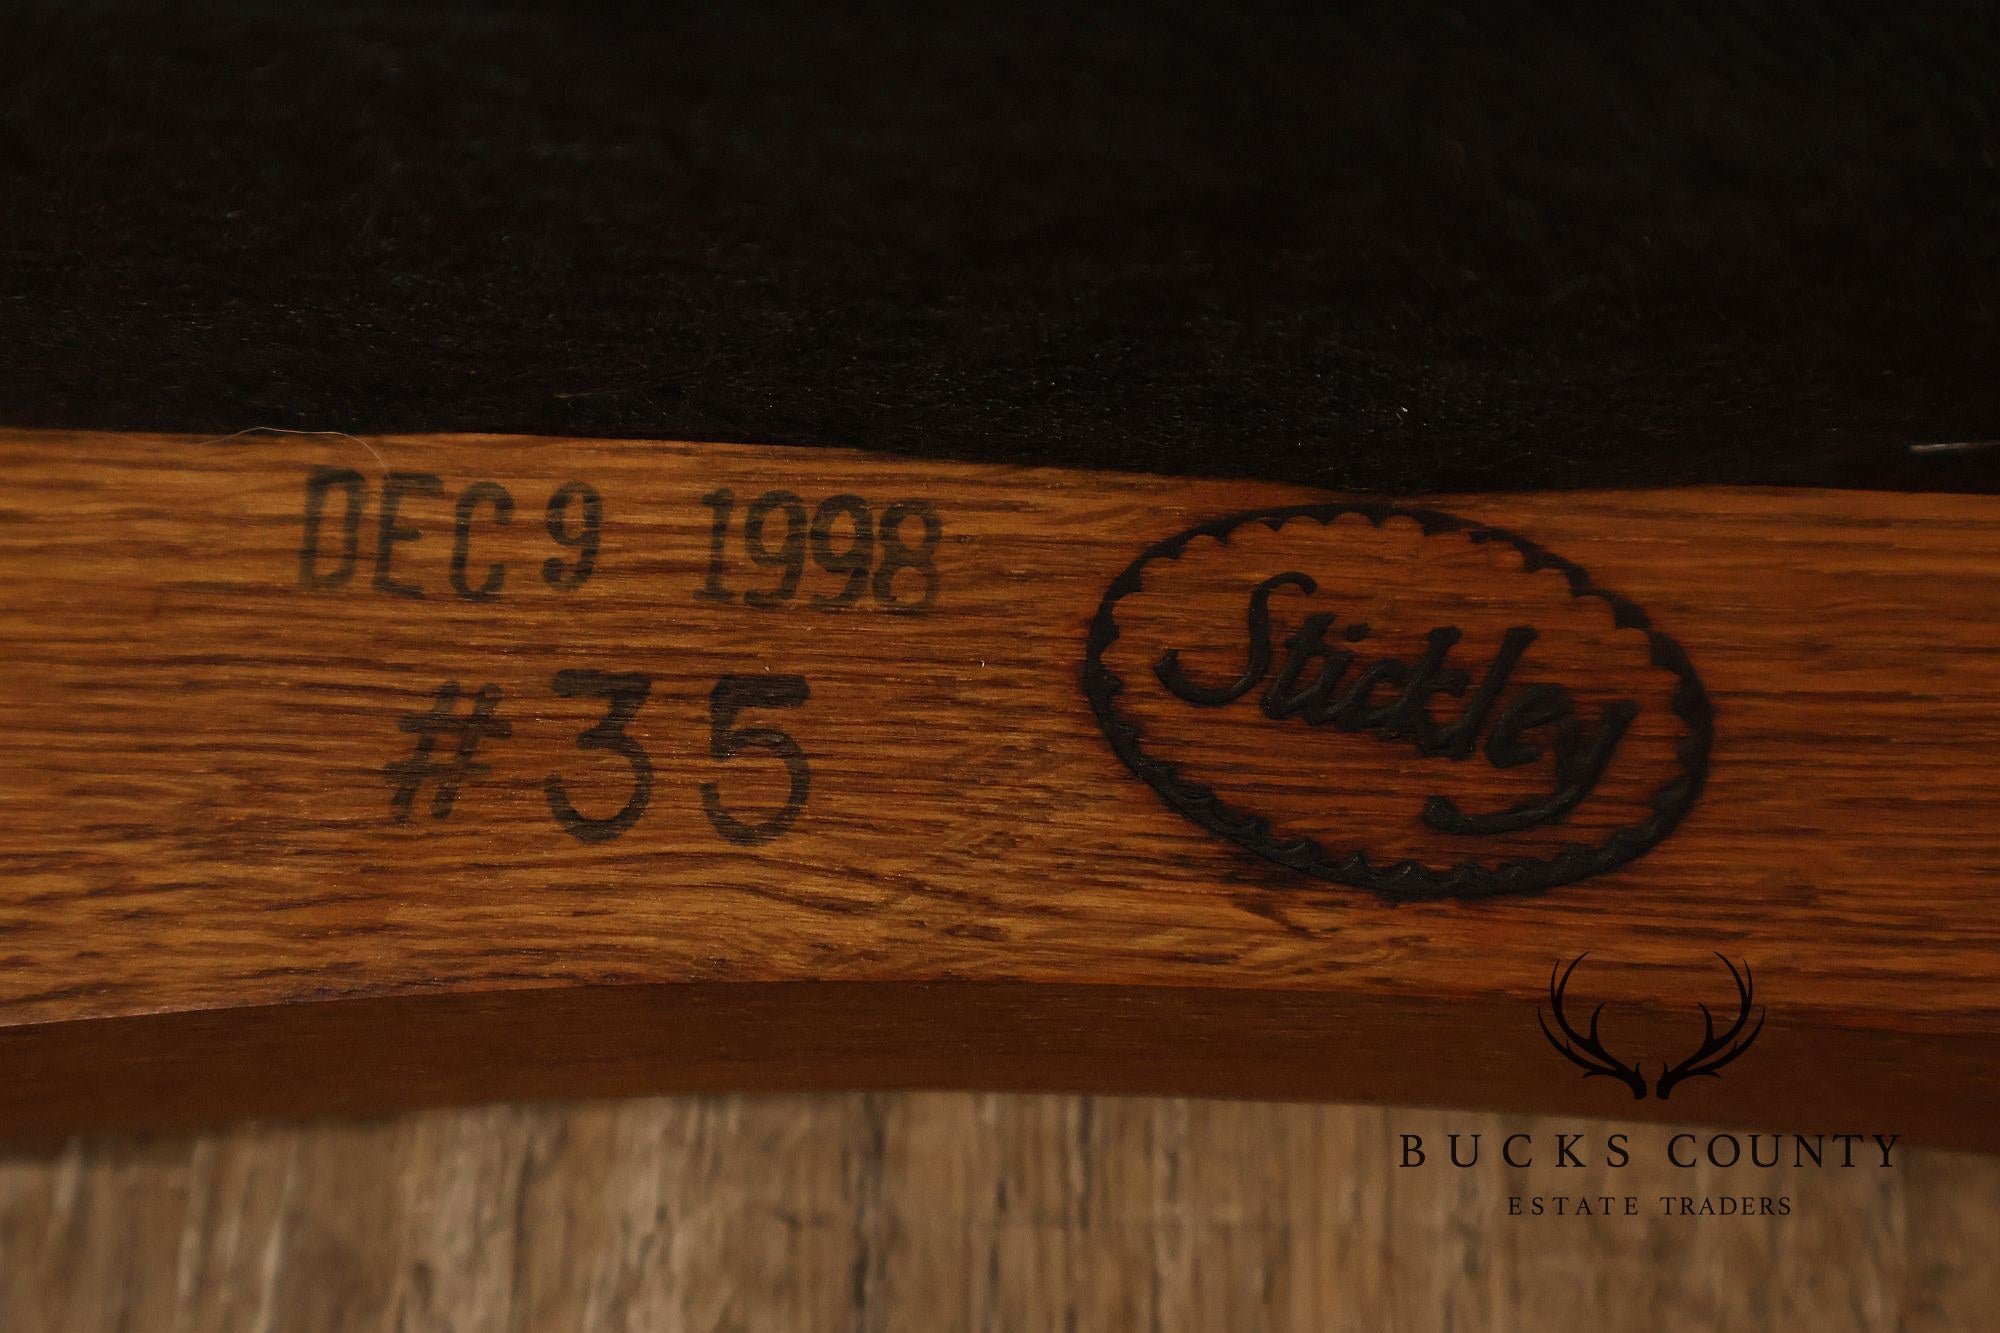 DEC 9 1998
#35
Stickley
BUCKS COUNTY
ESTATE TRADERS